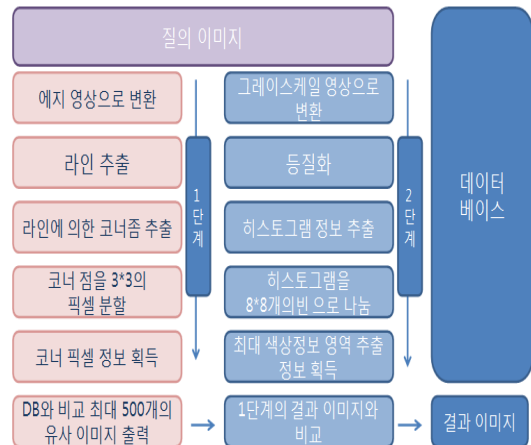 질의 이미지
에지 영상으로 변환
라인 추출
라인에 의한 코너좀 추출
코너 점을 3*3의
픽셀 분할
코너 픽셀 정보 획득
DB와 비교 최대 500개의
유사 이미지 출력
1
단
계
그레이스케일 영상으로
변환
등질화
히스토그램 정보 추출
히스토그램을
8*8개의빈 으로 나눔
최대 색상정보 영역 추출
정보 획득
1단계의 결과 이미지와
비교
2
단
계
데이터
베이스
결과 이미지